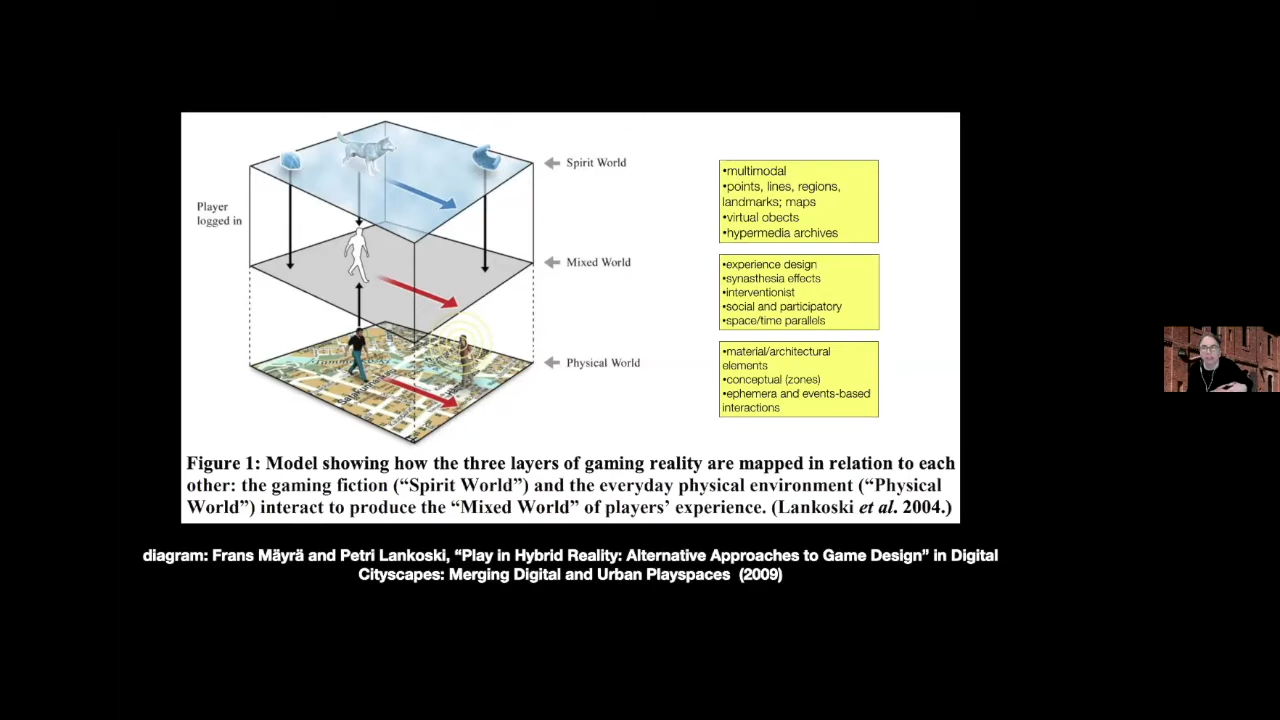 Spirit World
Player
logged in
Mixed World
Physical World
•multimodal
•points, lines, regions,
landmarks; maps
•virtual obects
•hypermedia archives
•experience design
•synasthesia effects
•interventionist
•social and participatory
•space/time parallels
•material/architectural
elements
•conceptual (zones)
•ephemera and events-based
interactions
Figure 1: Model showing how the three layers of gaming reality are mapped in relation to each
other: the gaming fiction (“Spirit World”) and the everyday physical environment (“Physical
World”) interact to produce the “Mixed World” of players’ experience. (Lankoski et al. 2004.)
diagram: Frans Mäyrä and Petri Lankoski, “Play in Hybrid Reality: Alternative Approaches to Game Design” in Digital
Cityscapes: Merging Digital and Urban Playspaces  (2009)